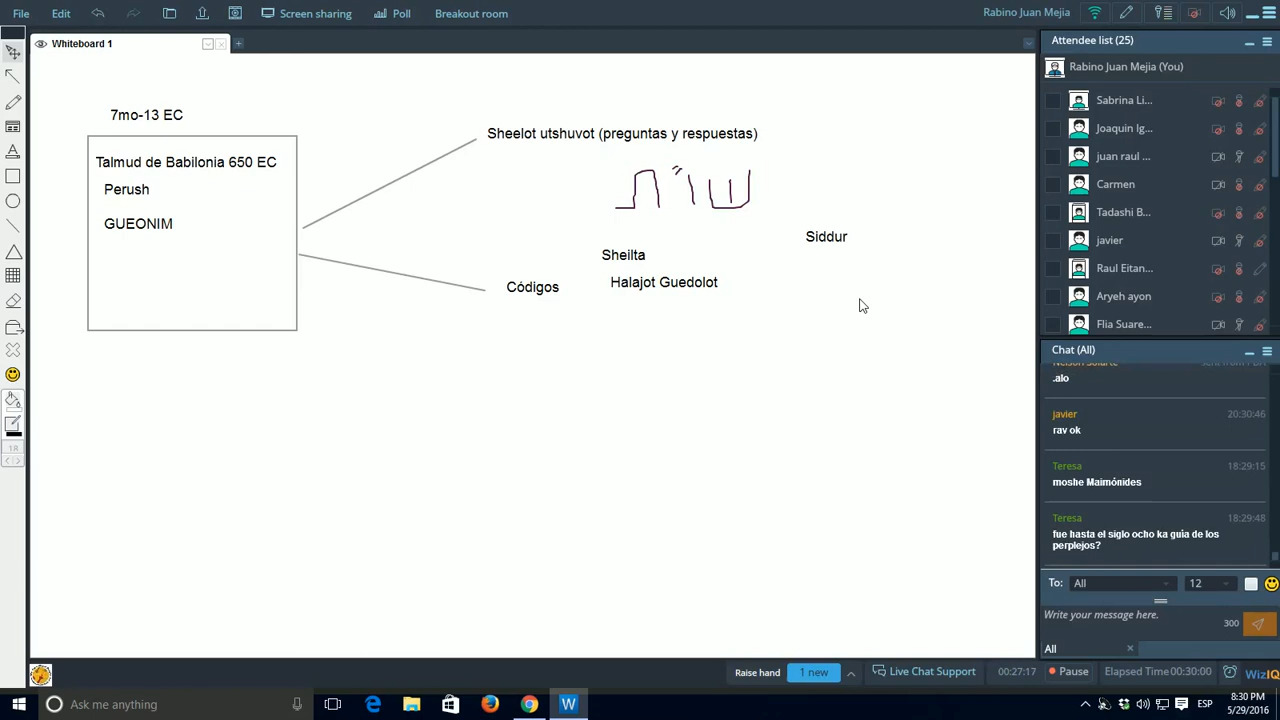 File Edit Screen sharing Poll Breakout room Rabino Juan Mejia
Whiteboard 1
7mo-13 EC
Talmud de Babilonia 650 EC
Perush
GUEONIM
Sheelot utshuvot (preguntas y respuestas)
שו״ת
Siddur
Sheilta
Códigos Halajot Guedolot
Attendee list (25)
Rabino Juan Mejia (You)
Sabrina Li...
Joaquin Ig...
juan raul ...
Carmen
Tadashi B...
javier
Raul Eitan...
Aryeh ayon
Flia Suare...
Chat (All)
.alo
javier 20:30:46
rav ok
Teresa 18:29:15
moshe Maimónides
Teresa 18:29:48
fue hasta el siglo ocho ka guìa de los
perplejos?
To: All 12
Write your message here.
300
All
Raise hand 1 new Live Chat Support 00:27:17 Pause Elapsed Time 00:30:00 WizIQ
Ask me anything
ESP
8:30 PM
5/29/2016